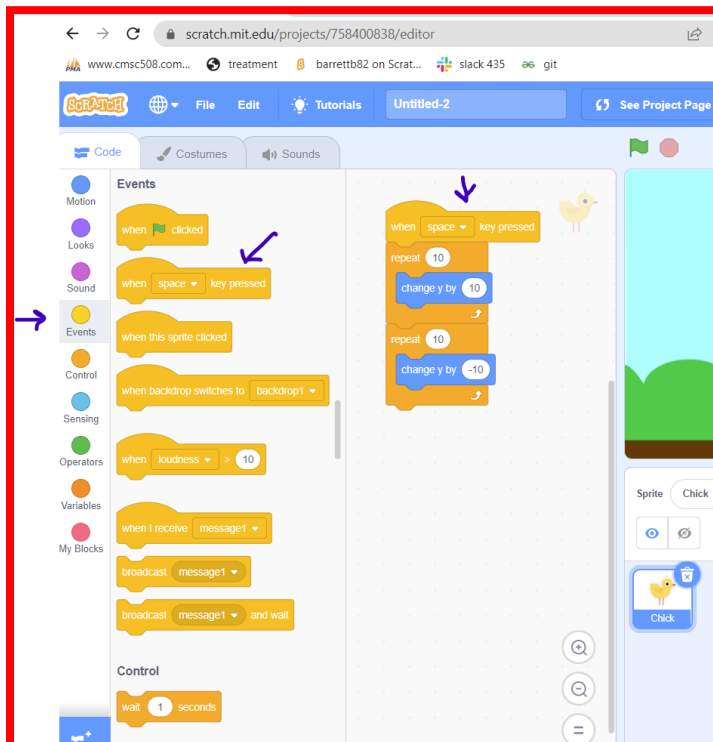 scratch.mit.edu/projects/758400838/editor
PMA www.cmsc508.com... treatment barrettb82 on Scrat... slack 435 git
SCRATCH File Edit Tutorials Untitled-2 See Project Page
Code Costumes Sounds
Motion
Looks
Sound
Events
Control
Sensing
Operators
Variables
My Blocks
Events
when clicked
when space key pressed
when this sprite clicked
when backdrop switches to backdrop1
when loudness > 10
when I receive message1
broadcast message1
broadcast message1 and wait
Control
wait 1 seconds
when space key pressed
repeat 10
change y by 10
repeat 10
change y by -10
Sprite Chick
Chick